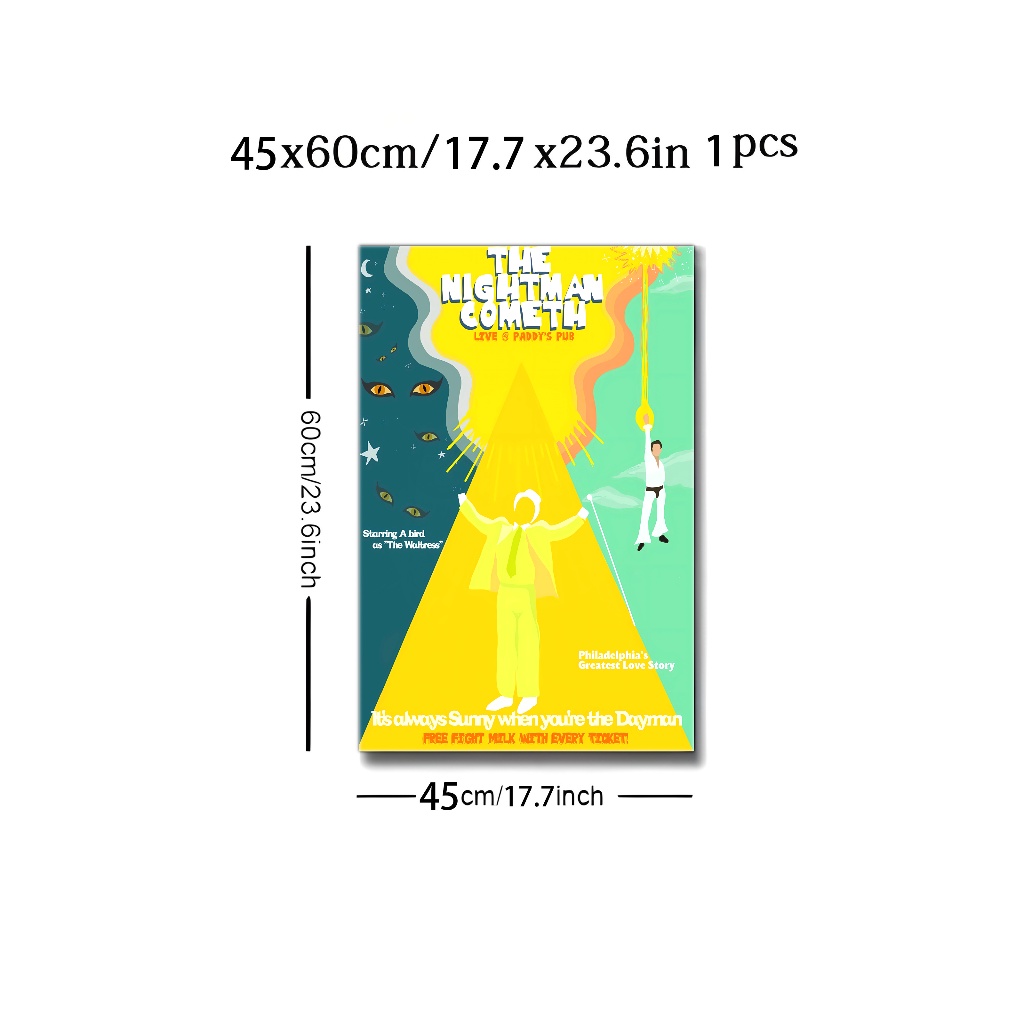 45x60cm/17.7 x23.6in 1pcs
THE
NIGHTMAN
COMETH
LIVE @ PADDY'S PUB
60cm/23.6inch
Starring A bird
as "The Waitress"
Philadelphia's
Greatest Love Story
It's always Sunny when you're the Dayman
FREE FIGHT MILK WITH EVERY TICKET!
45cm/17.7inch